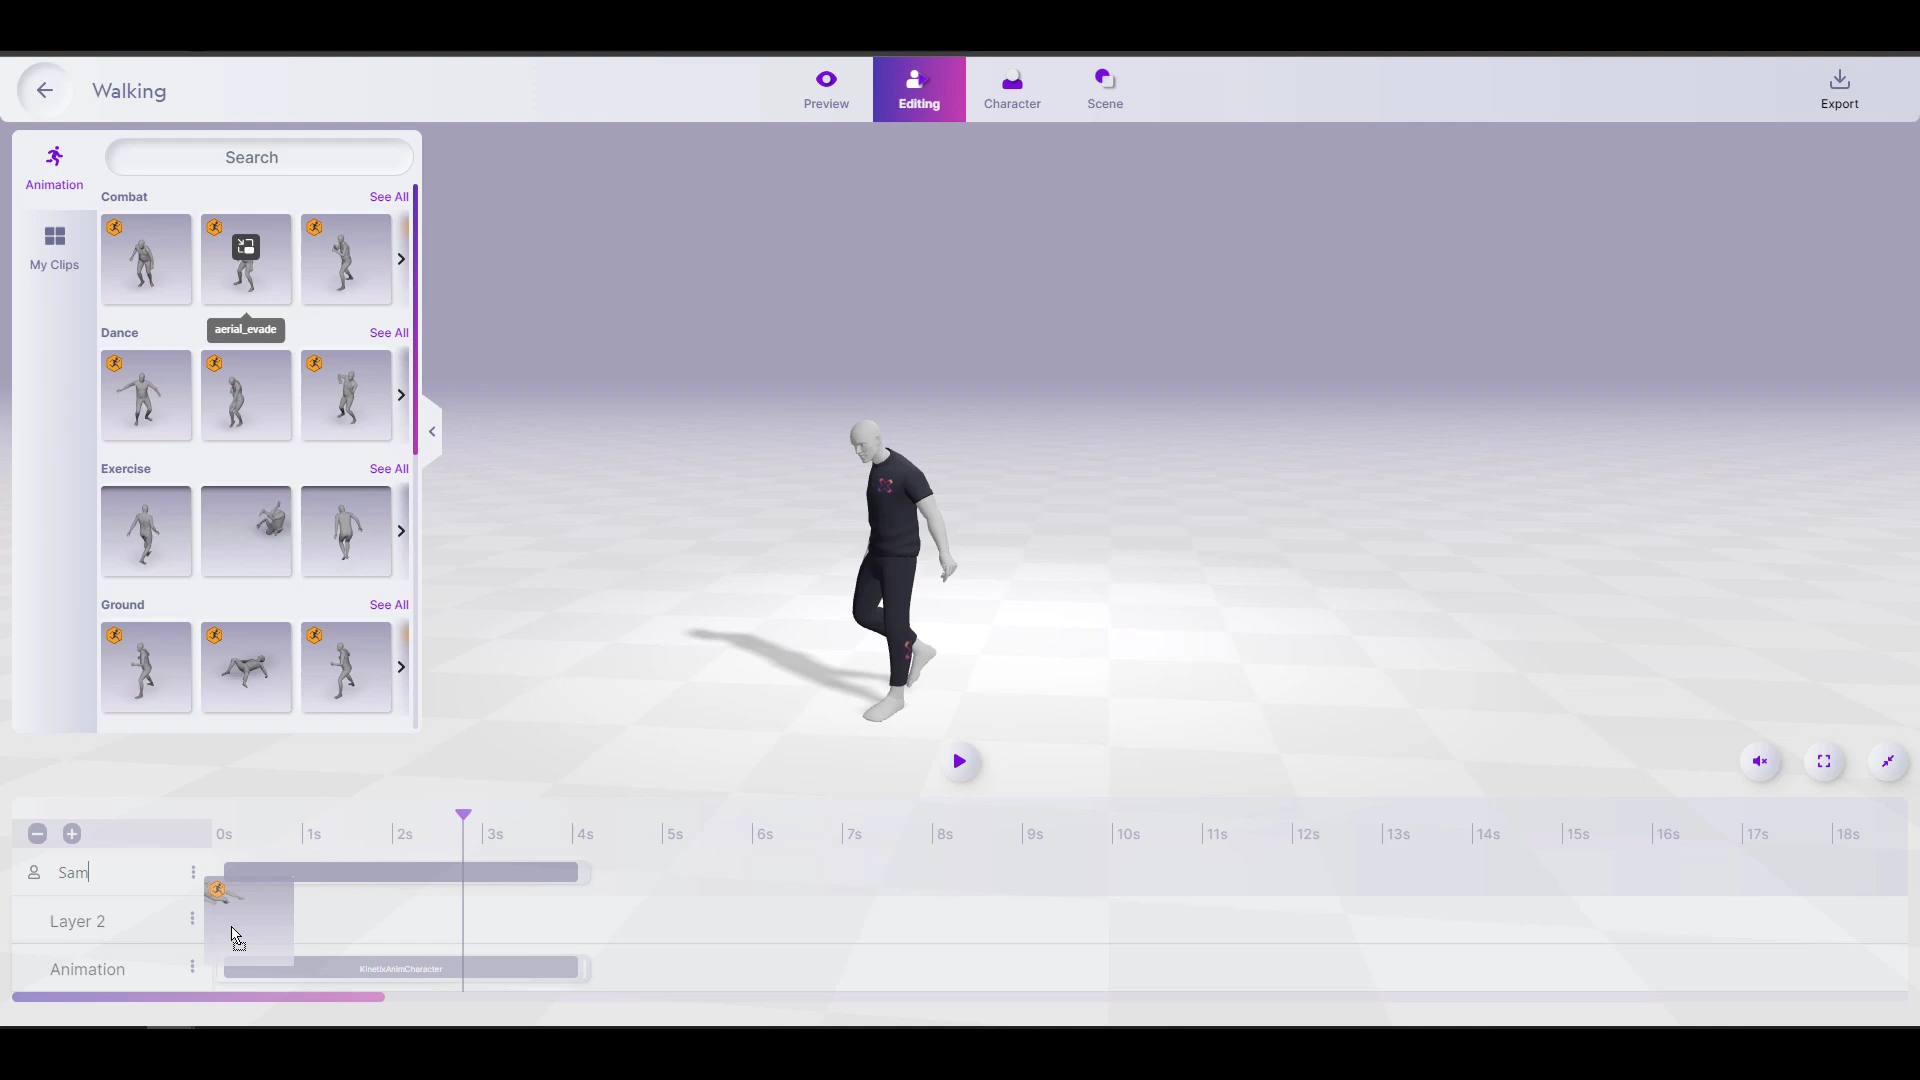 Walking
Preview
Editing
Character
Scene
Export
Animation
My Clips
Search
Combat
See All
aerial_evade
Dance
See All
Exercise
See All
Ground
See All
0s 1s 2s 3s 4s 5s 6s 7s 8s 9s 10s 11s 12s 13s 14s 15s 16s 17s 18s
Sam
Layer 2
Animation
KinetixAnimCharacter